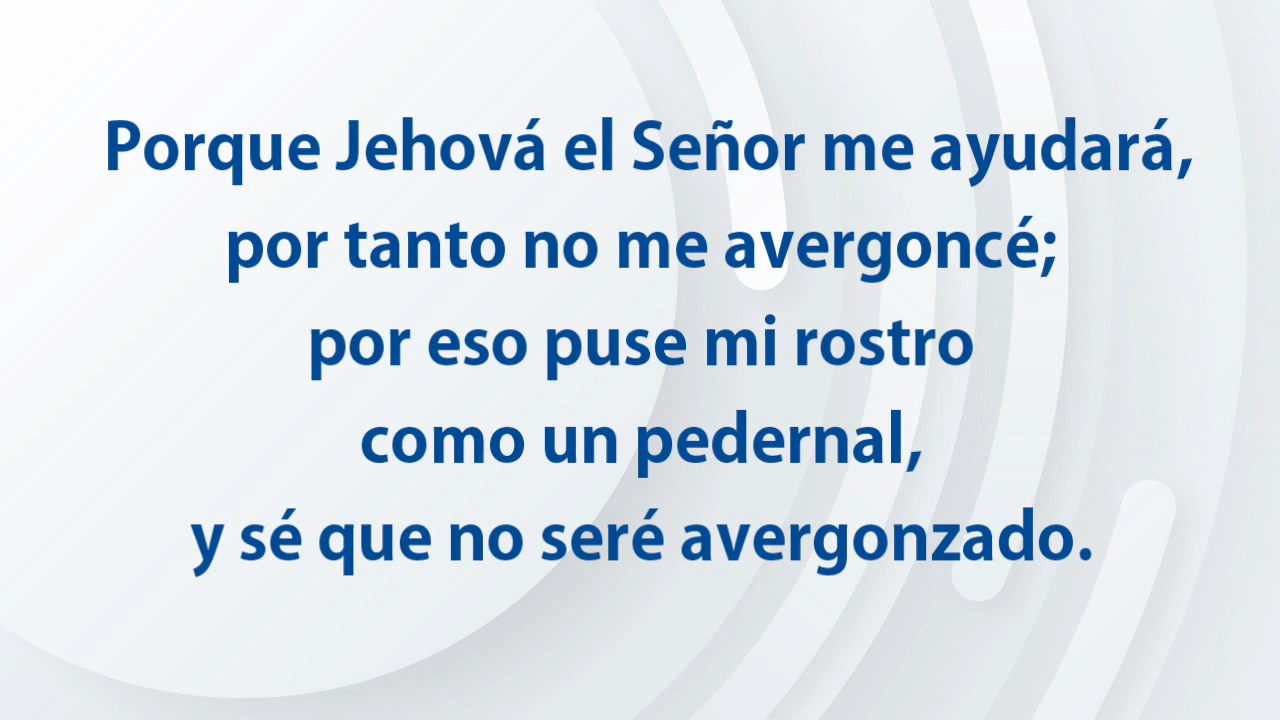 Porque Jehová el Señor me ayudará,
por tanto no me avergoncé;
por eso puse mi rostro
como un pedernal,
y sé que no seré avergonzado.